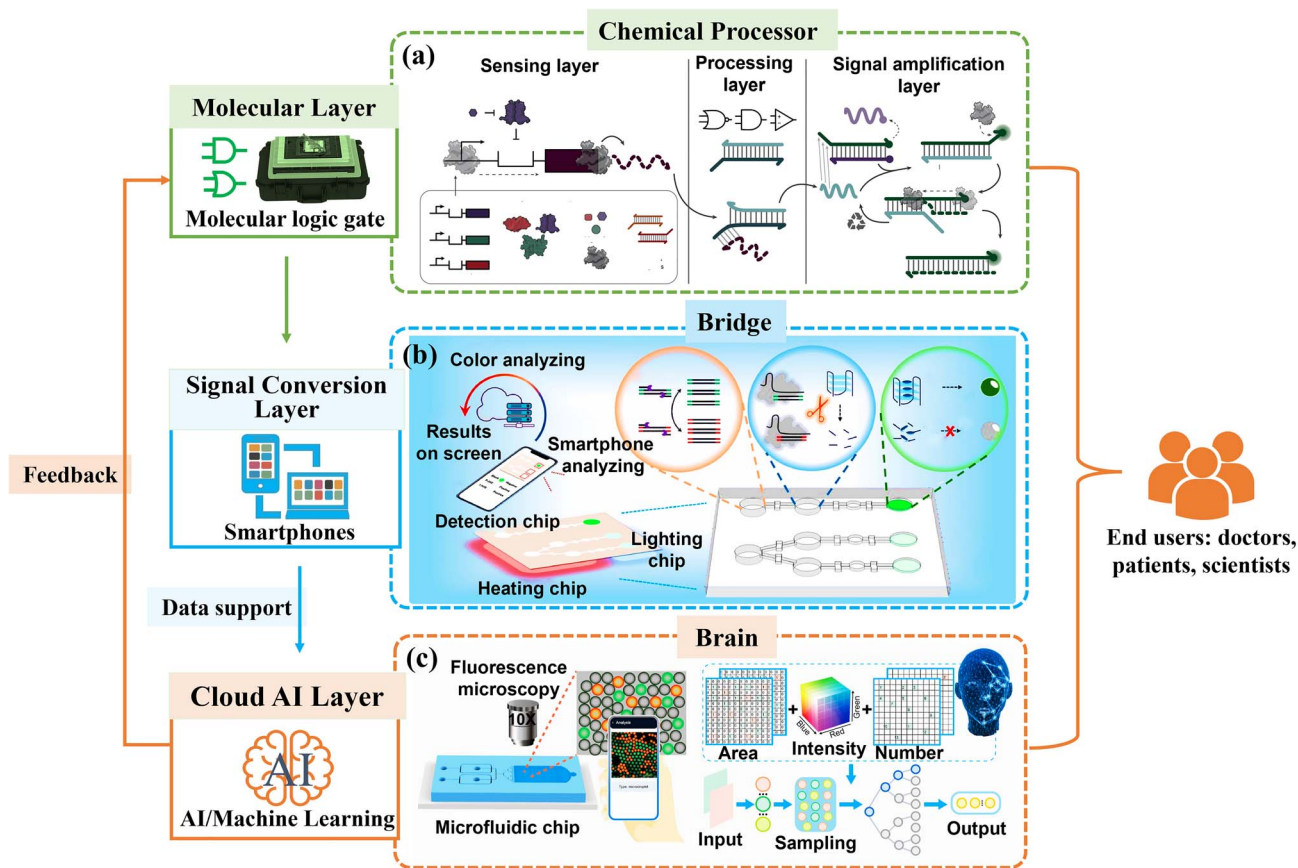 Chemical Processor
(a)
Sensing layer
Processing
layer
Signal amplification
layer
Molecular Layer
Molecular logic gate
Bridge
(b)
Color analyzing
Results
on screen
Smartphone
analyzing
Detection chip
Lighting
chip
Heating chip
Signal Conversion
Layer
Smartphones
Feedback
Data support
End users: doctors,
patients, scientists
Brain
(c)
Fluorescence
microscopy
10X
Analysis
Microfluidic chip
Cloud AI Layer
AI
AI/Machine Learning
Area
+
Blue
Red
Green
Intensity
+
Number
Input
Sampling
Output